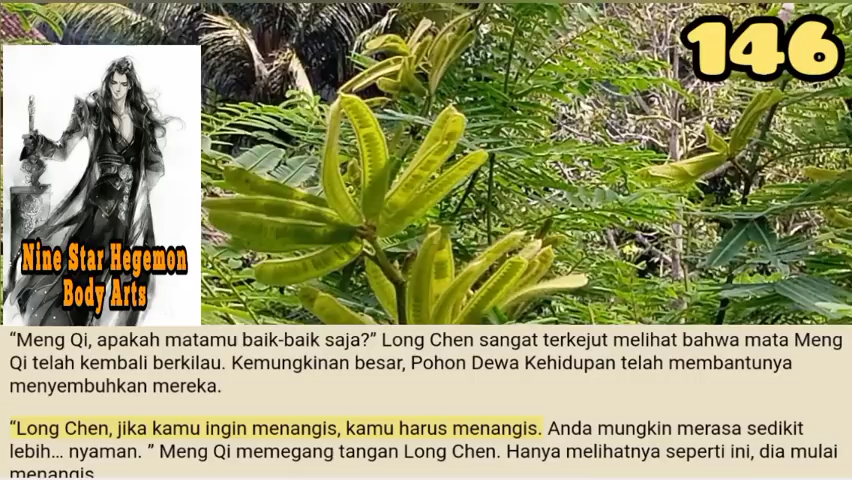 146
Nine Star Hegemon
Body Arts
“Meng Qi, apakah matamu baik-baik saja?” Long Chen sangat terkejut melihat bahwa mata Meng
Qi telah kembali berkilau. Kemungkinan besar, Pohon Dewa Kehidupan telah membantunya
menyembuhkan mereka.
“Long Chen, jika kamu ingin menangis, kamu harus menangis. Anda mungkin merasa sedikit
lebih… nyaman. ” Meng Qi memegang tangan Long Chen. Hanya melihatnya seperti ini, dia mulai
menangis